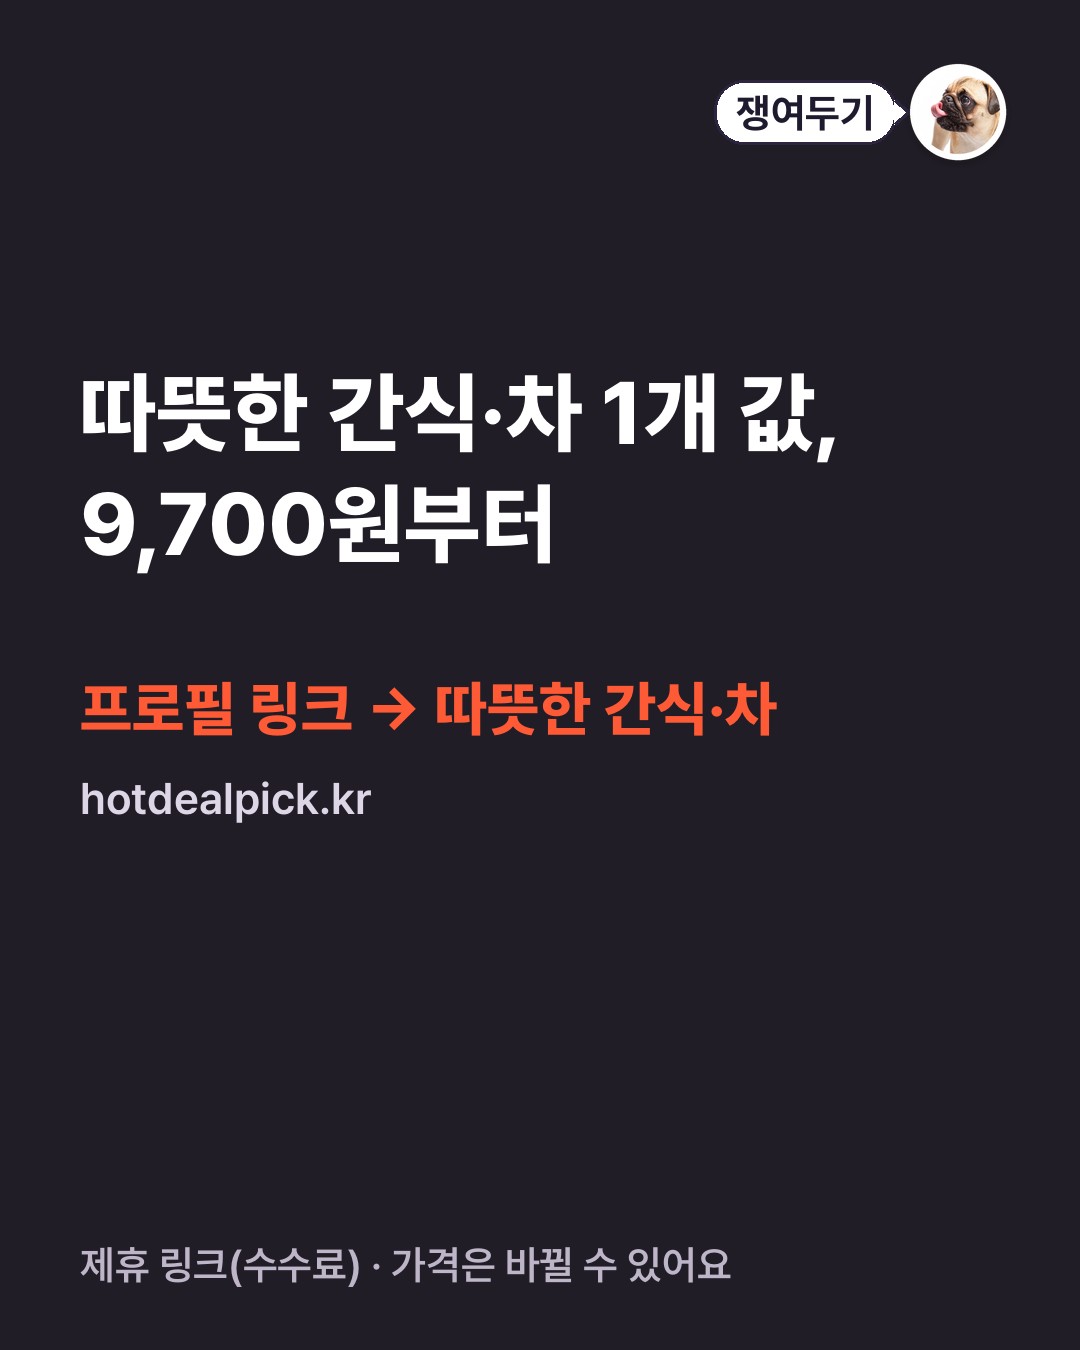 쟁여두기
따뜻한 간식·차 1개 값,
9,700원부터
프로필 링크 → 따뜻한 간식·차
hotdealpick.kr
제휴 링크(수수료) · 가격은 바뀔 수 있어요